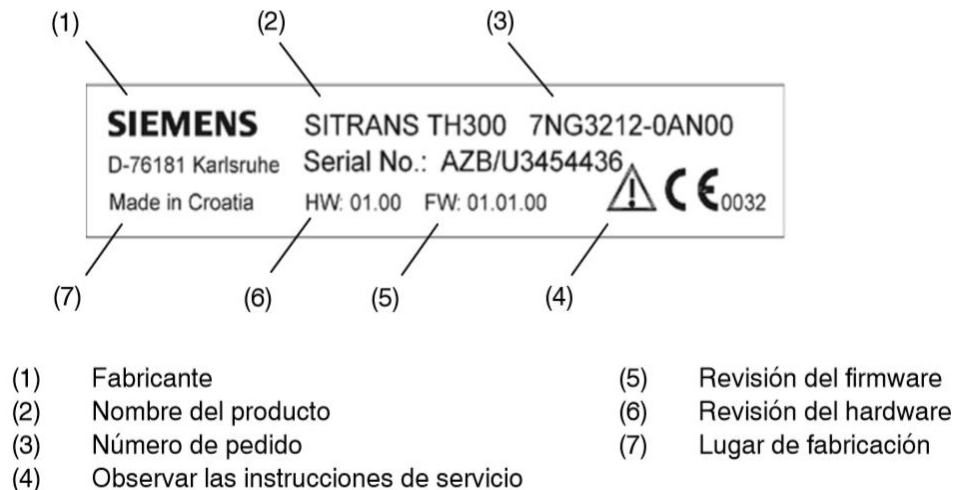 (1) (2) (3)
SIEMENS SITRANS TH300 7NG3212-0AN00
D-76181 Karlsruhe Serial No.: AZB/U3454436
Made in Croatia HW: 01.00 FW: 01.01.00 CE0032
(7) (6) (5) (4)
(1) Fabricante
(2) Nombre del producto
(3) Número de pedido
(4) Observar las instrucciones de servicio
(5) Revisión del firmware
(6) Revisión del hardware
(7) Lugar de fabricación